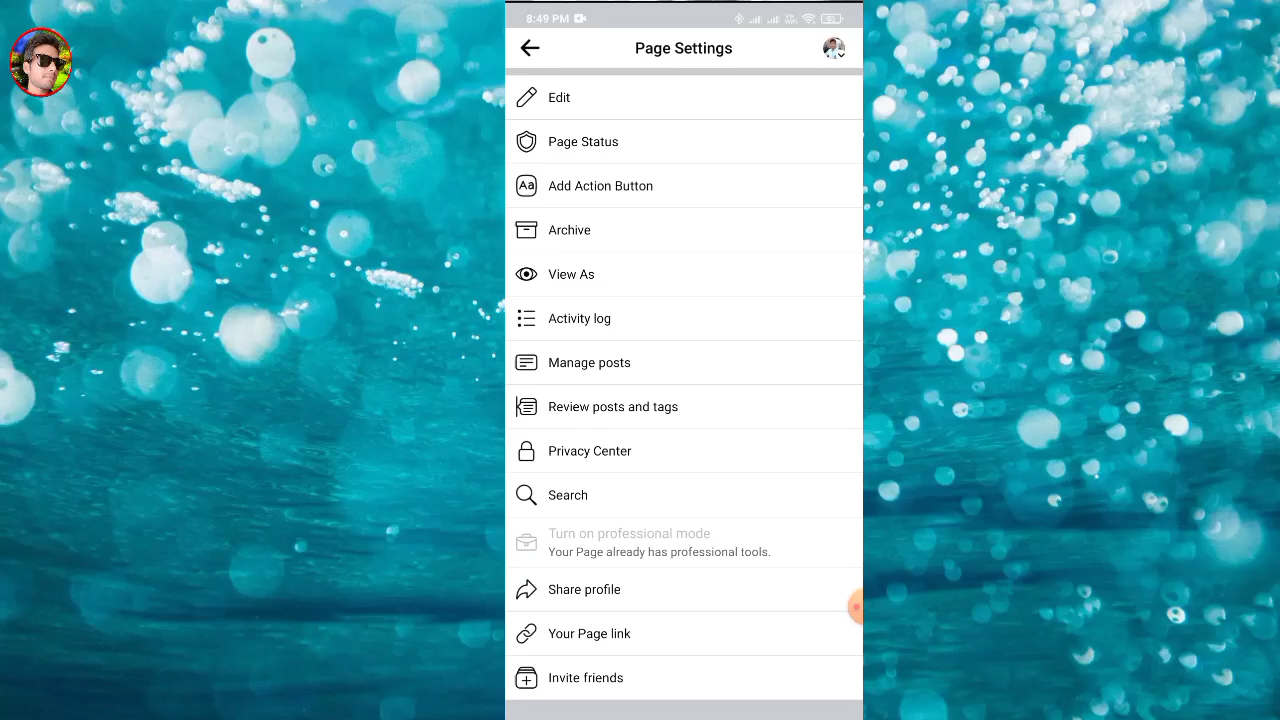 8:49 PM
Page Settings
Edit
Page Status
Aa Add Action Button
Archive
View As
Activity log
Manage posts
Review posts and tags
Privacy Center
Search
Turn on professional mode
Your Page already has professional tools.
Share profile
Your Page link
Invite friends